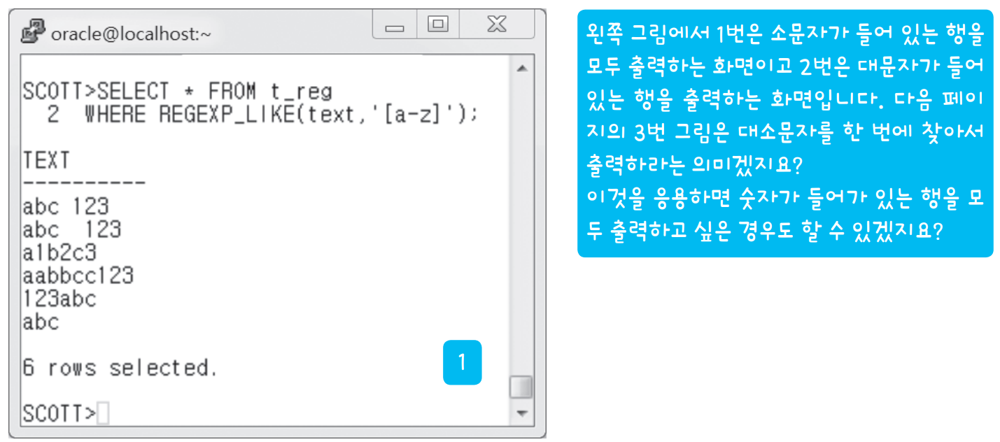 oracle@localhost:~
SCOTT>SELECT * FROM t_reg
  2  WHERE REGEXP_LIKE(text,'[a-z]');
TEXT
----------
abc 123
abc  123
a1b2c3
aabbcc123
123abc
abc
6 rows selected.
1
SCOTT>
왼쪽 그림에서 1번은 소문자가 들어 있는 행을
모두 출력하는 화면이고 2번은 대문자가 들어
있는 행을 출력하는 화면입니다. 다음 페이
지의 3번 그림은 대소문자를 한 번에 찾아서
출력하라는 의미겠지요?
이것을 응용하면 숫자가 들어가 있는 행을 모
두 출력하고 싶은 경우도 할 수 있겠지요?